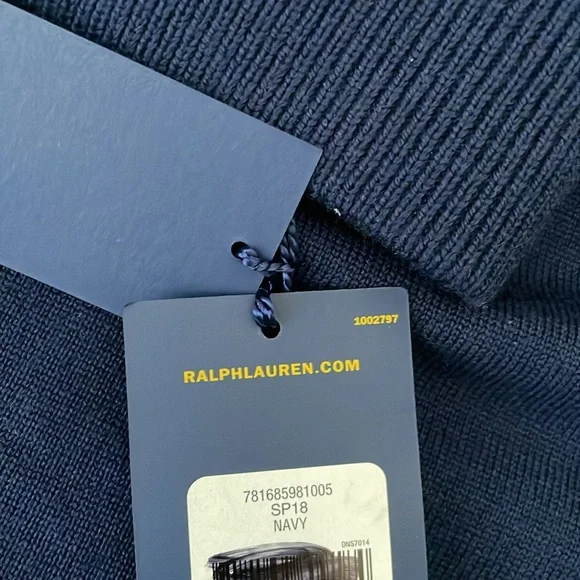 1002797
RALPHLAUREN.COM
781685981005
SP18
NAVY
DNS7014